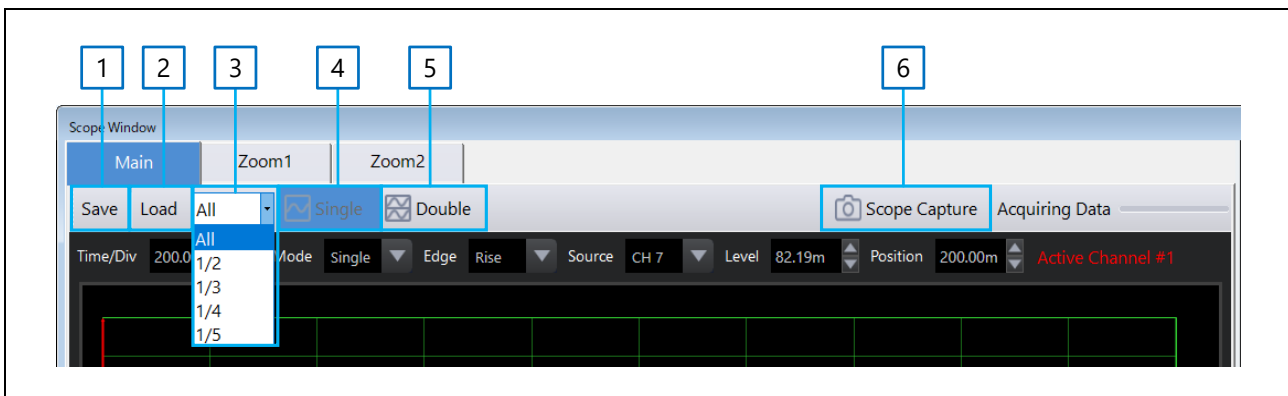 1 2 3 4 5 6
Scope Window
Main Zoom1 Zoom2
Save Load All Single Double Scope Capture Acquiring Data
All
Time/Div 200.0 Mode Single Edge Rise Source CH 7 Level 82.19m Position 200.00m Active Channel #1
1/2
1/3
1/4
1/5